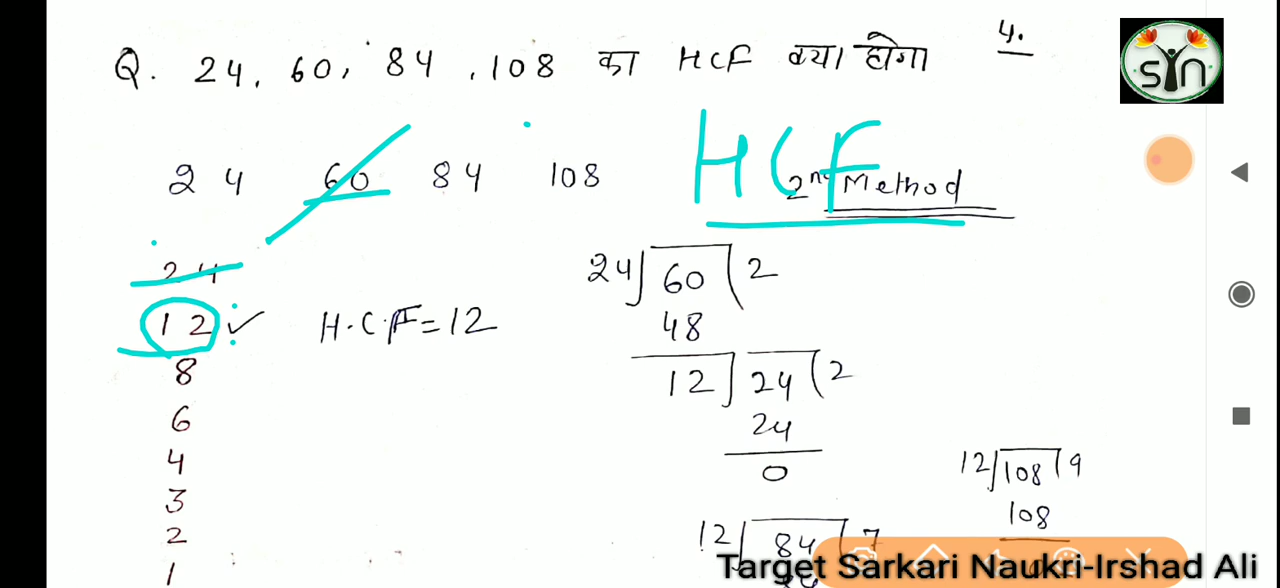 Q. 24, 60, 84, 108 का HCF क्या होगा
4.
SYN
24 60 84 108
HCF
2nd Method
24
12 ✓ H.C.F=12
8
6
4
3
2
1
24 60 2
48
12 24 2
24
0
12 84 7
12 108 9
108
Target Sarkari Naukri-Irshad Ali